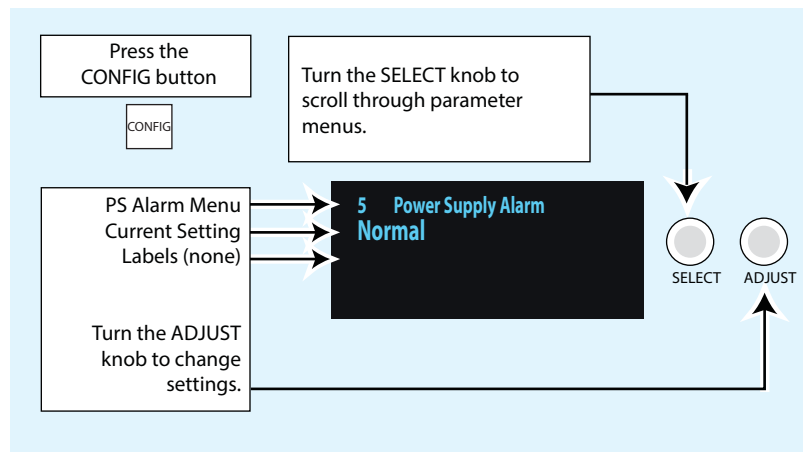 Press the
CONFIG button
CONFIG
Turn the SELECT knob to
scroll through parameter
menus.
PS Alarm Menu
Current Setting
Labels (none)
Turn the ADJUST
knob to change
settings.
5 Power Supply Alarm
Normal
SELECT
ADJUST